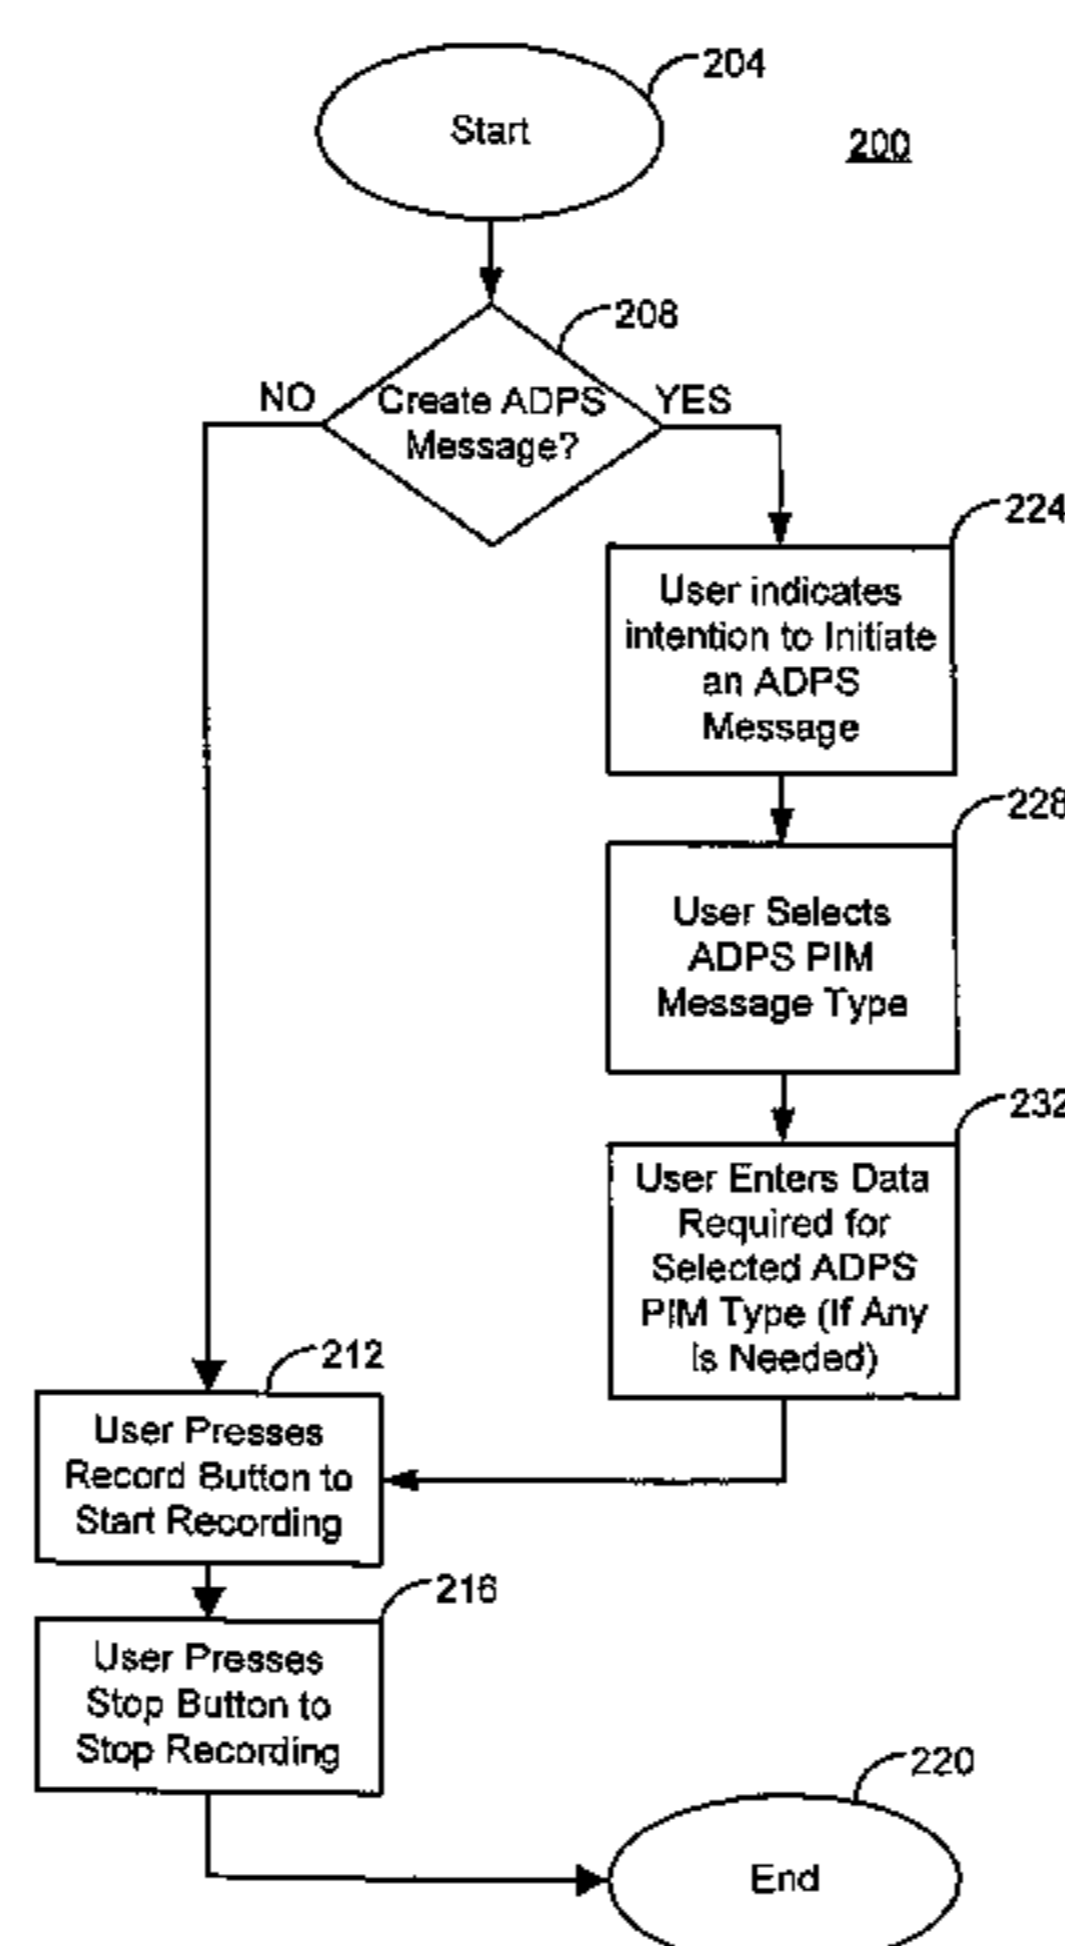 204
Start
200
208
NO
Create ADPS
YES
Message?
224
User indicates
intention to Initiate
an ADPS
Message
228
User Selects
ADPS PIM
Message Type
232
User Enters Data
Required for
Selected ADPS
PIM Type (If Any
is Needed)
212
User Presses
Record Button to
Start Recording
216
User Presses
Stop Button to
Stop Recording
220
End